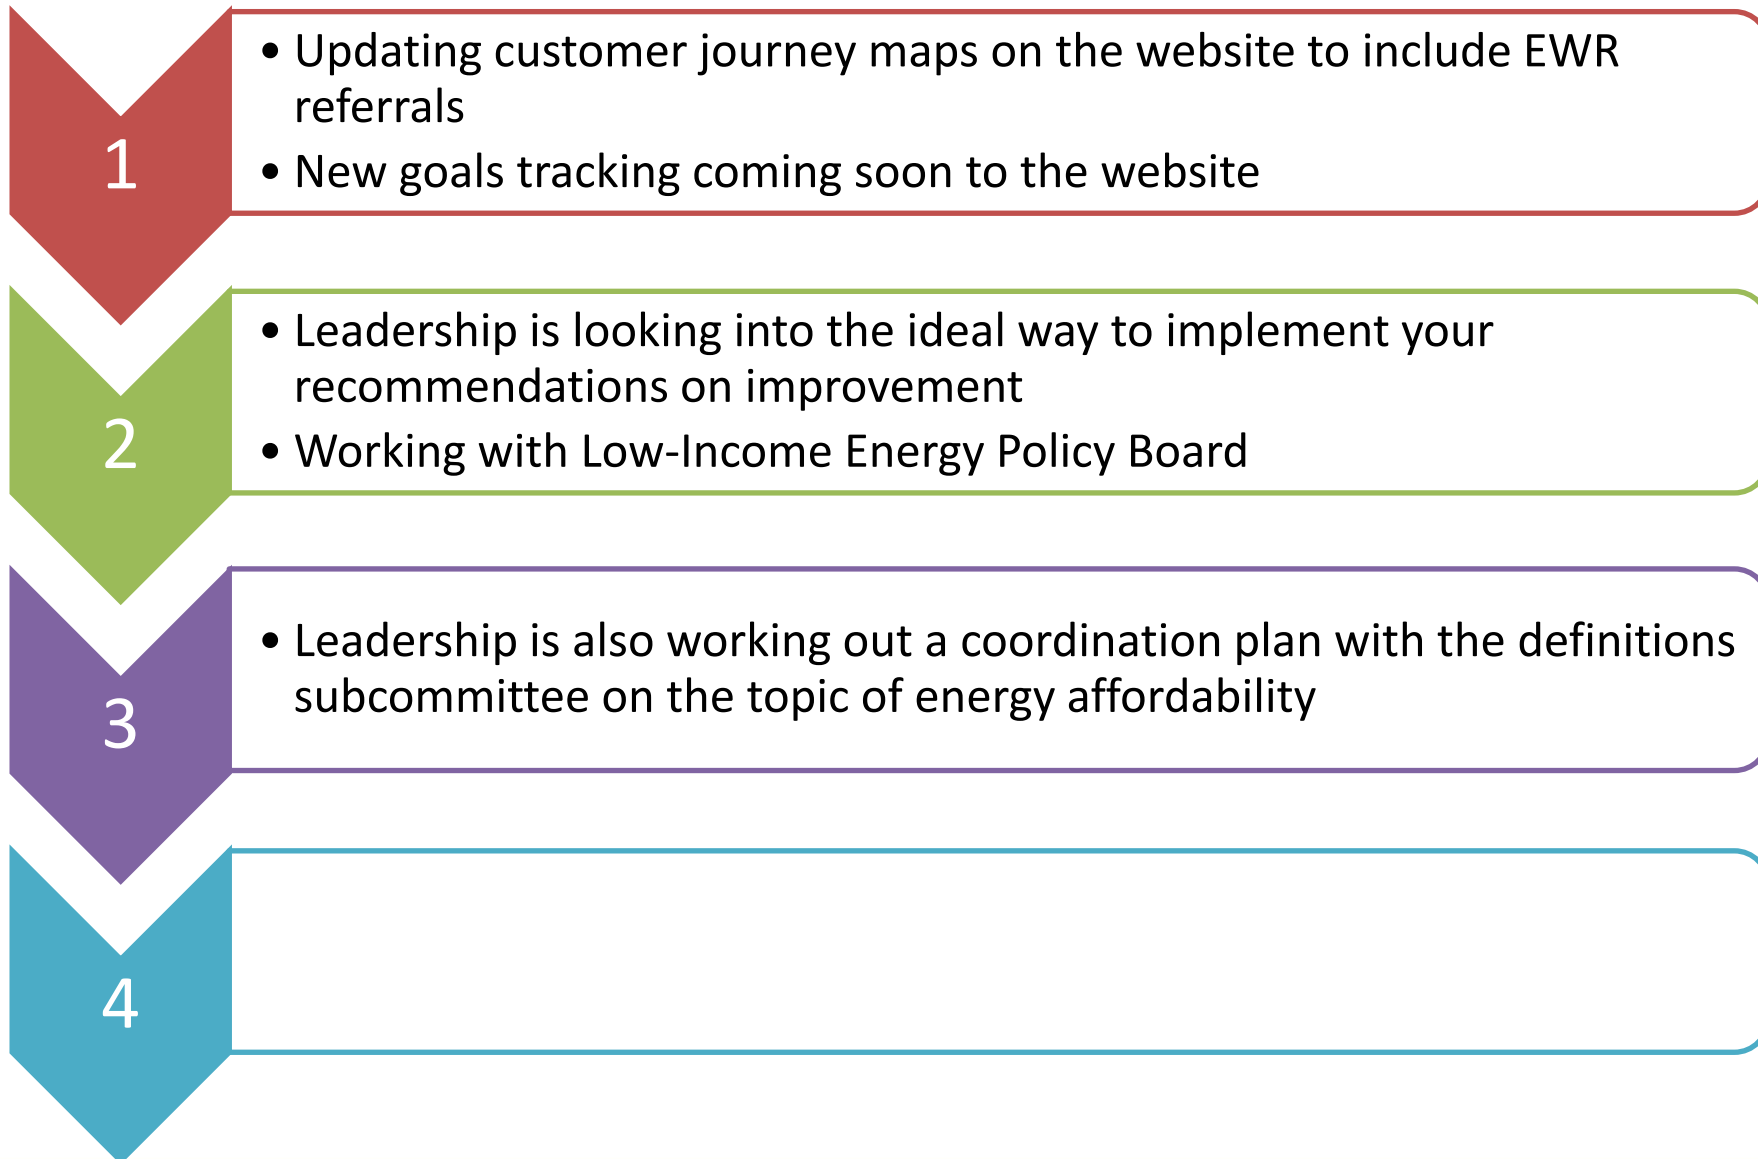 1
• Updating customer journey maps on the website to include EWR
referrals
• New goals tracking coming soon to the website
2
• Leadership is looking into the ideal way to implement your
recommendations on improvement
• Working with Low-Income Energy Policy Board
3
• Leadership is also working out a coordination plan with the definitions
subcommittee on the topic of energy affordability
4